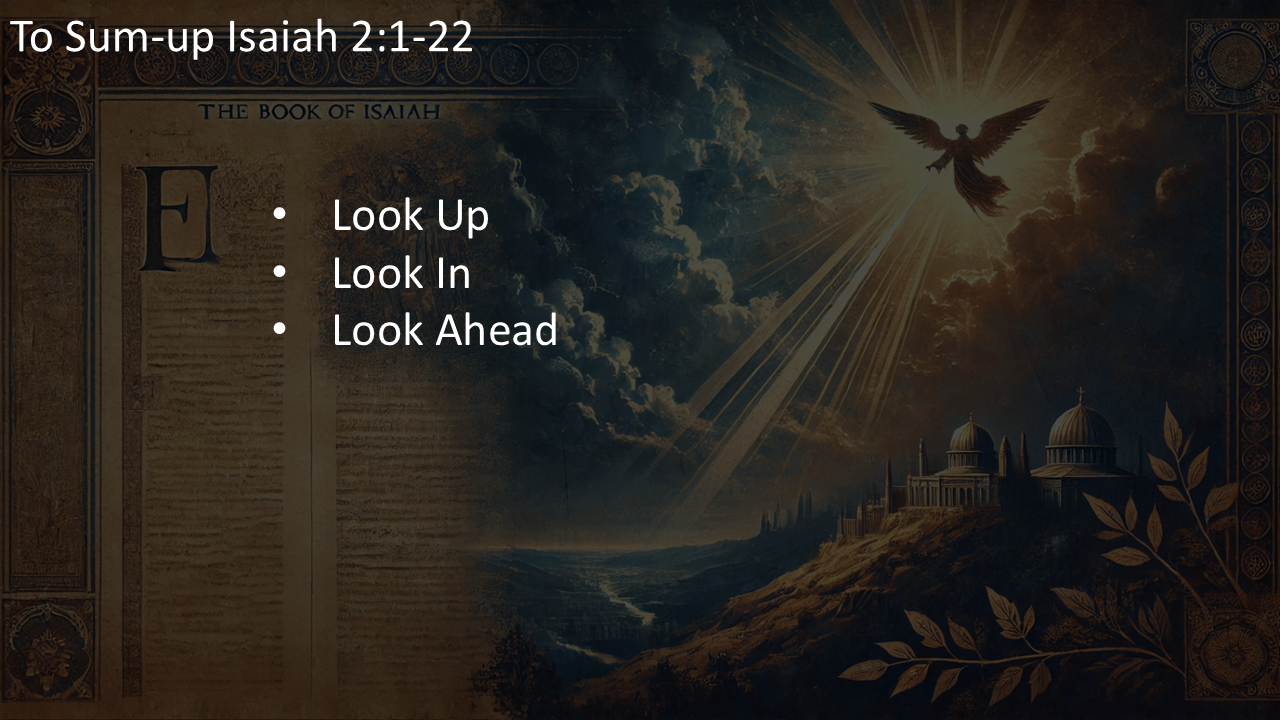 To Sum-up Isaiah 2:1-22
THE BOOK OF ISAIAH
E
• Look Up
• Look In
• Look Ahead